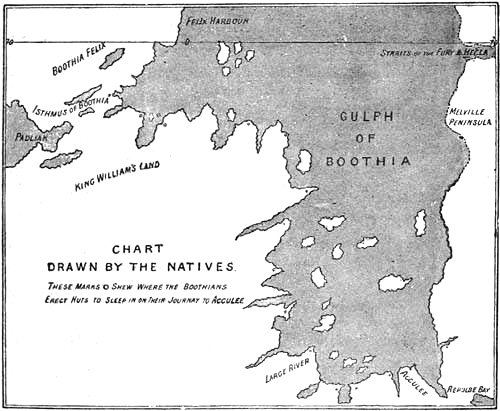 FELIX HARBOUR
70
STRAITS OF THE FURY & HECLA
BOOTHIA FELIX
ISTHMUS OF BOOTHIA
PADLIAK
KING WILLIAM'S LAND
GULPH
OF
BOOTHIA
MELVILLE
PENINSULA
CHART
DRAWN BY THE NATIVES.
THESE MARKS O SHEW WHERE THE BOOTHIANS
ERECT HUTS TO SLEEP IN ON THEIR JOURNAY TO ACCULEE
LARGE RIVER
ACCULEE
REPULSE BAY